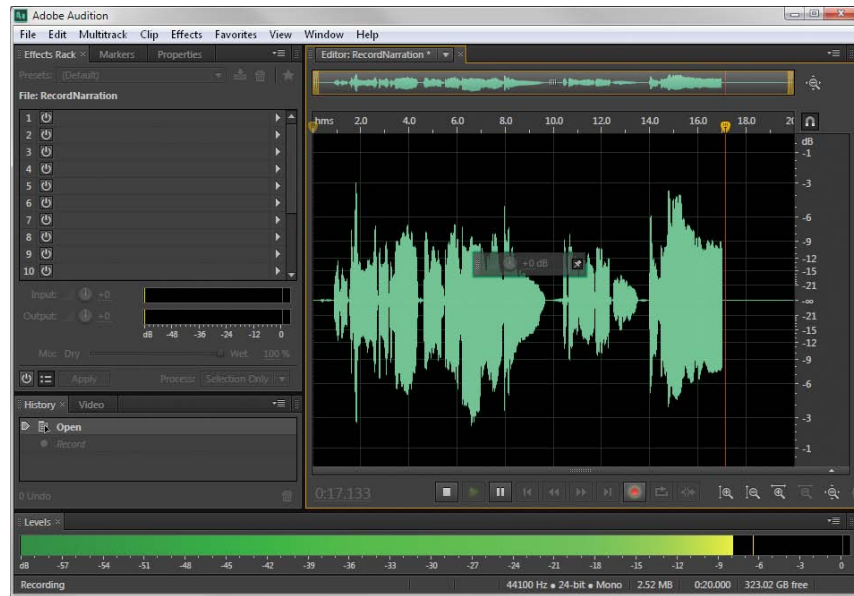 Au Adobe Audition
File Edit Multitrack Clip Effects Favorites View Window Help
Effects Rack × Markers Properties
Presets: (Default)
File: RecordNarration
1
2
3
4
5
6
7
8
9
10
Input: +0
Output: +0
dB -48 -36 -24 -12 0
Mix: Dry Wet 100 %
Apply Process: Selection Only
History × Video
Open
Record
0 Undo
Editor: RecordNarration * ×
hms 2.0 4.0 6.0 8.0 10.0 12.0 14.0 16.0 18.0 20
dB
-1
-3
-6
-9
-12
-15
-21
-∞
-21
-15
-12
-9
-6
-3
-1
+0 dB
0:17.133
Levels ×
dB -57 -54 -51 -48 -45 -42 -39 -36 -33 -30 -27 -24 -21 -18 -15 -12 -9 -6 -3 0
Recording 44100 Hz • 24-bit • Mono 2.52 MB 0:20.000 323.02 GB free